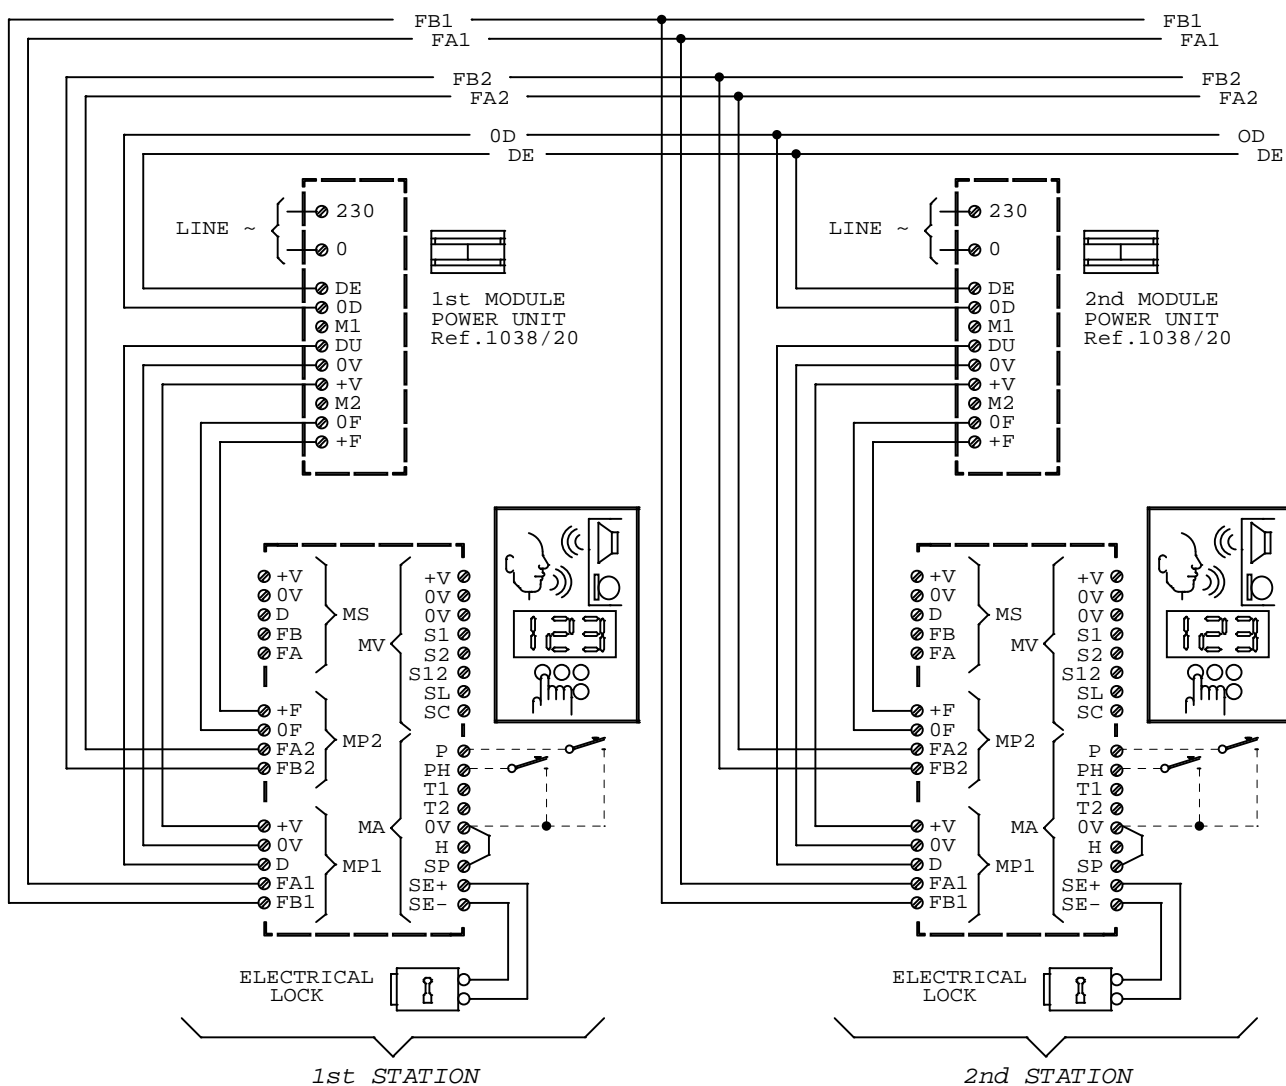 FB1 FB1
FA1 FA1
FB2 FB2
FA2 FA2
0D OD
DE DE
LINE ~
230
0
DE
0D
M1
DU
0V
+V
M2
0F
+F
1st MODULE
POWER UNIT
Ref.1038/20
LINE ~
230
0
DE
0D
M1
DU
0V
+V
M2
0F
+F
2nd MODULE
POWER UNIT
Ref.1038/20
+V
0V
D
FB
FA
MS
+F
0F
FA2
FB2
MP2
+V
0V
D
FA1
FB1
MP1
MV
+V
0V
0V
S1
S2
S12
SL
SC
MA
P
PH
T1
T2
0V
H
SP
SE+
SE-
123
ELECTRICAL
LOCK
1st STATION
+V
0V
D
FB
FA
MS
+F
0F
FA2
FB2
MP2
+V
0V
D
FA1
FB1
MP1
MV
+V
0V
0V
S1
S2
S12
SL
SC
MA
P
PH
T1
T2
0V
H
SP
SE+
SE-
123
ELECTRICAL
LOCK
2nd STATION